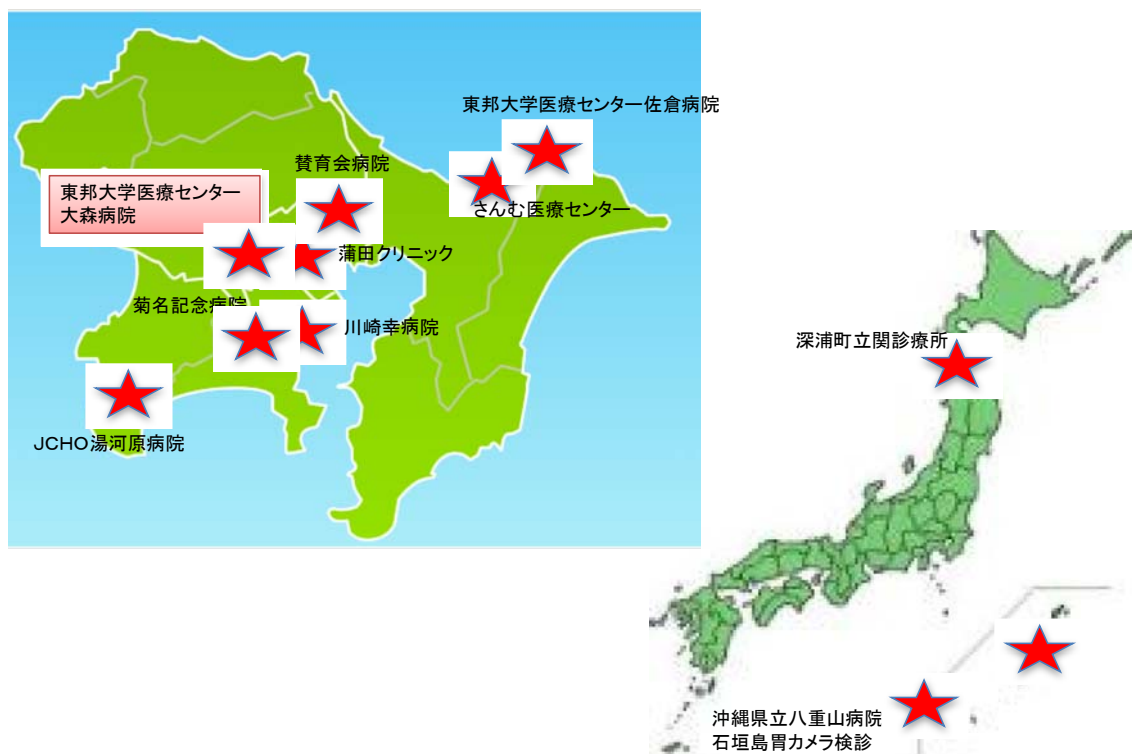 東邦大学医療センター佐倉病院
賛育会病院
東邦大学医療センター
大森病院
さんむ医療センター
蒲田クリニック
菊名記念病院
川崎幸病院
深浦町立関診療所
JCHO湯河原病院
沖縄県立八重山病院
石垣島胃カメラ検診